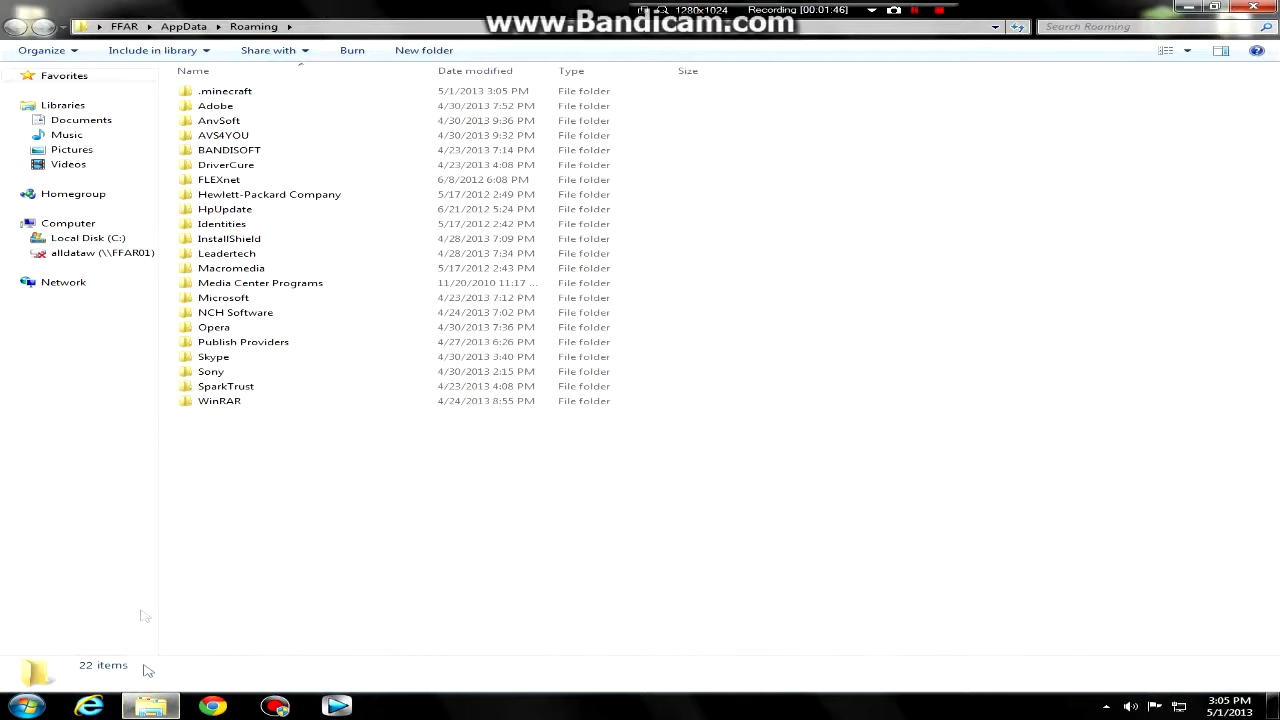 www.Bandicam.com
1280x1024 Recording [00:01:46]
FFAR AppData Roaming Search Roaming
Organize Include in library Share with Burn New folder
Favorites
Libraries
Documents
Music
Pictures
Videos
Homegroup
Computer
Local Disk (C:)
alldataw (\\FFAR01)
Network
Name Date modified Type Size
.minecraft 5/1/2013 3:05 PM File folder
Adobe 4/30/2013 7:52 PM File folder
AnvSoft 4/30/2013 9:36 PM File folder
AVS4YOU 4/30/2013 9:32 PM File folder
BANDISOFT 4/23/2013 7:14 PM File folder
DriverCure 4/23/2013 4:08 PM File folder
FLEXnet 6/8/2012 6:08 PM File folder
Hewlett-Packard Company 5/17/2012 2:49 PM File folder
HpUpdate 6/21/2012 5:24 PM File folder
Identities 5/17/2012 2:42 PM File folder
InstallShield 4/28/2013 7:09 PM File folder
Leadertech 4/28/2013 7:34 PM File folder
Macromedia 5/17/2012 2:43 PM File folder
Media Center Programs 11/20/2010 11:17 ... File folder
Microsoft 4/23/2013 7:12 PM File folder
NCH Software 4/24/2013 7:02 PM File folder
Opera 4/30/2013 7:36 PM File folder
Publish Providers 4/27/2013 6:26 PM File folder
Skype 4/30/2013 3:40 PM File folder
Sony 4/30/2013 2:15 PM File folder
SparkTrust 4/23/2013 4:08 PM File folder
WinRAR 4/24/2013 8:55 PM File folder
22 items
3:05 PM
5/1/2013